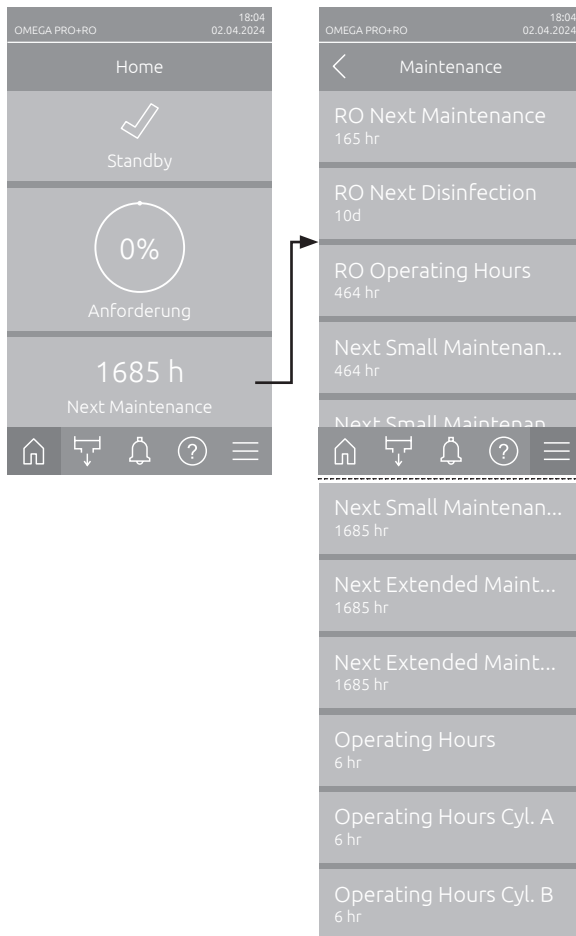 18:04
OMEGA PRO+RO 02.04.2024
Home
Standby
0%
Anforderung
1685 h
Next Maintenance
?
18:04
OMEGA PRO+RO 02.04.2024
Maintenance
RO Next Maintenance
165 hr
RO Next Disinfection
10d
RO Operating Hours
464 hr
Next Small Maintenan...
464 hr
Next Small Maintenan
?
Next Small Maintenan...
1685 hr
Next Extended Maint...
1685 hr
Next Extended Maint...
1685 hr
Operating Hours
6 hr
Operating Hours Cyl. A
6 hr
Operating Hours Cyl. B
6 hr